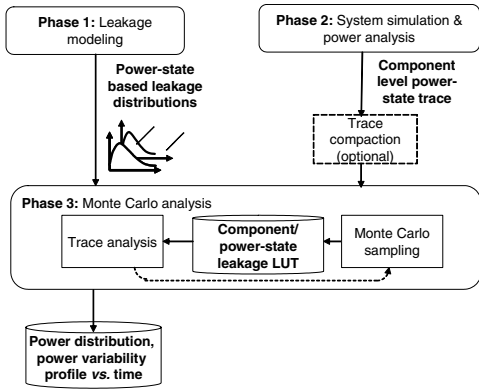 Phase 1: Leakage
modeling
Phase 2: System simulation &
power analysis
Power-state
based leakage
distributions
Component
level power-
state trace
Trace
compaction
(optional)
Phase 3: Monte Carlo analysis
Trace analysis
Component/
power-state
leakage LUT
Monte Carlo
sampling
Power distribution,
power variability
profile vs. time